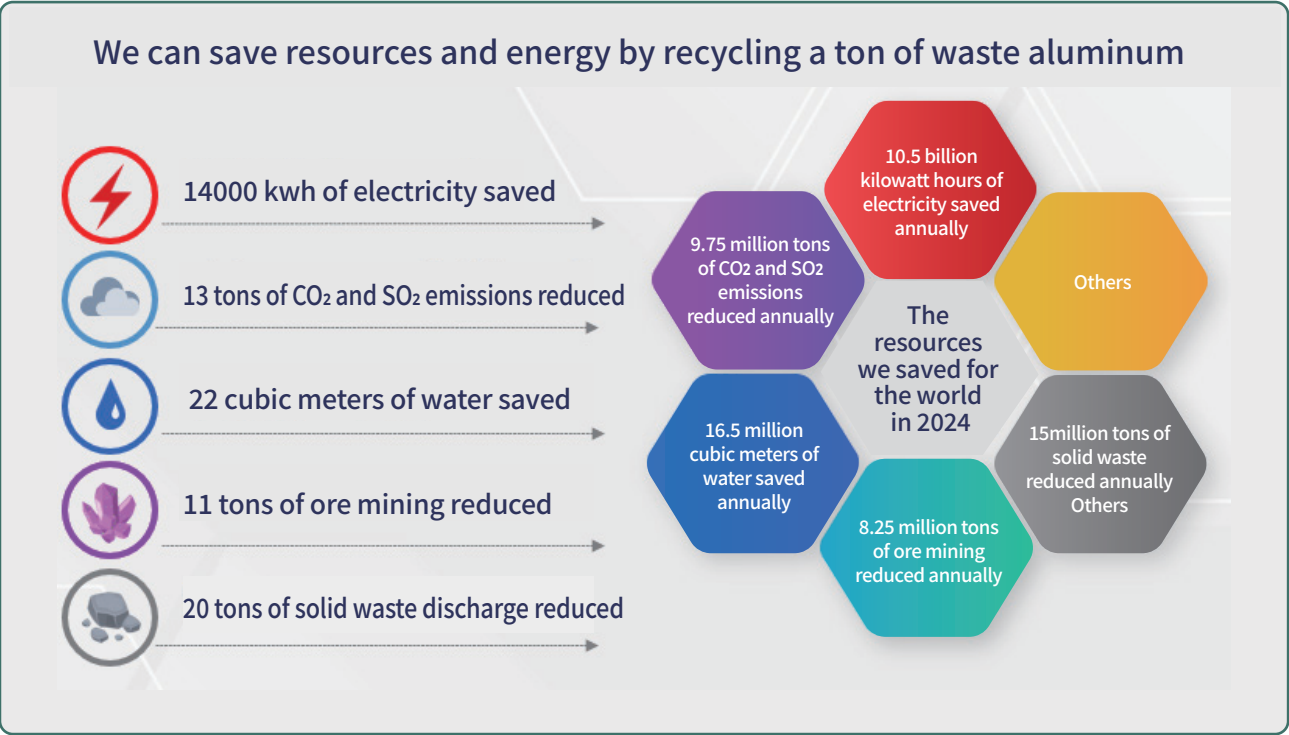 We can save resources and energy by recycling a ton of waste aluminum
14000 kwh of electricity saved
13 tons of CO₂ and SO₂ emissions reduced
22 cubic meters of water saved
11 tons of ore mining reduced
20 tons of solid waste discharge reduced
10.5 billion
kilowatt hours of
electricity saved
annually
9.75 million tons
of CO₂ and SO₂
emissions
reduced annually
Others
The
resources
we saved for
the world
in 2024
16.5 million
cubic meters of
water saved
annually
15million tons of
solid waste
reduced annually
Others
8.25 million tons
of ore mining
reduced annually